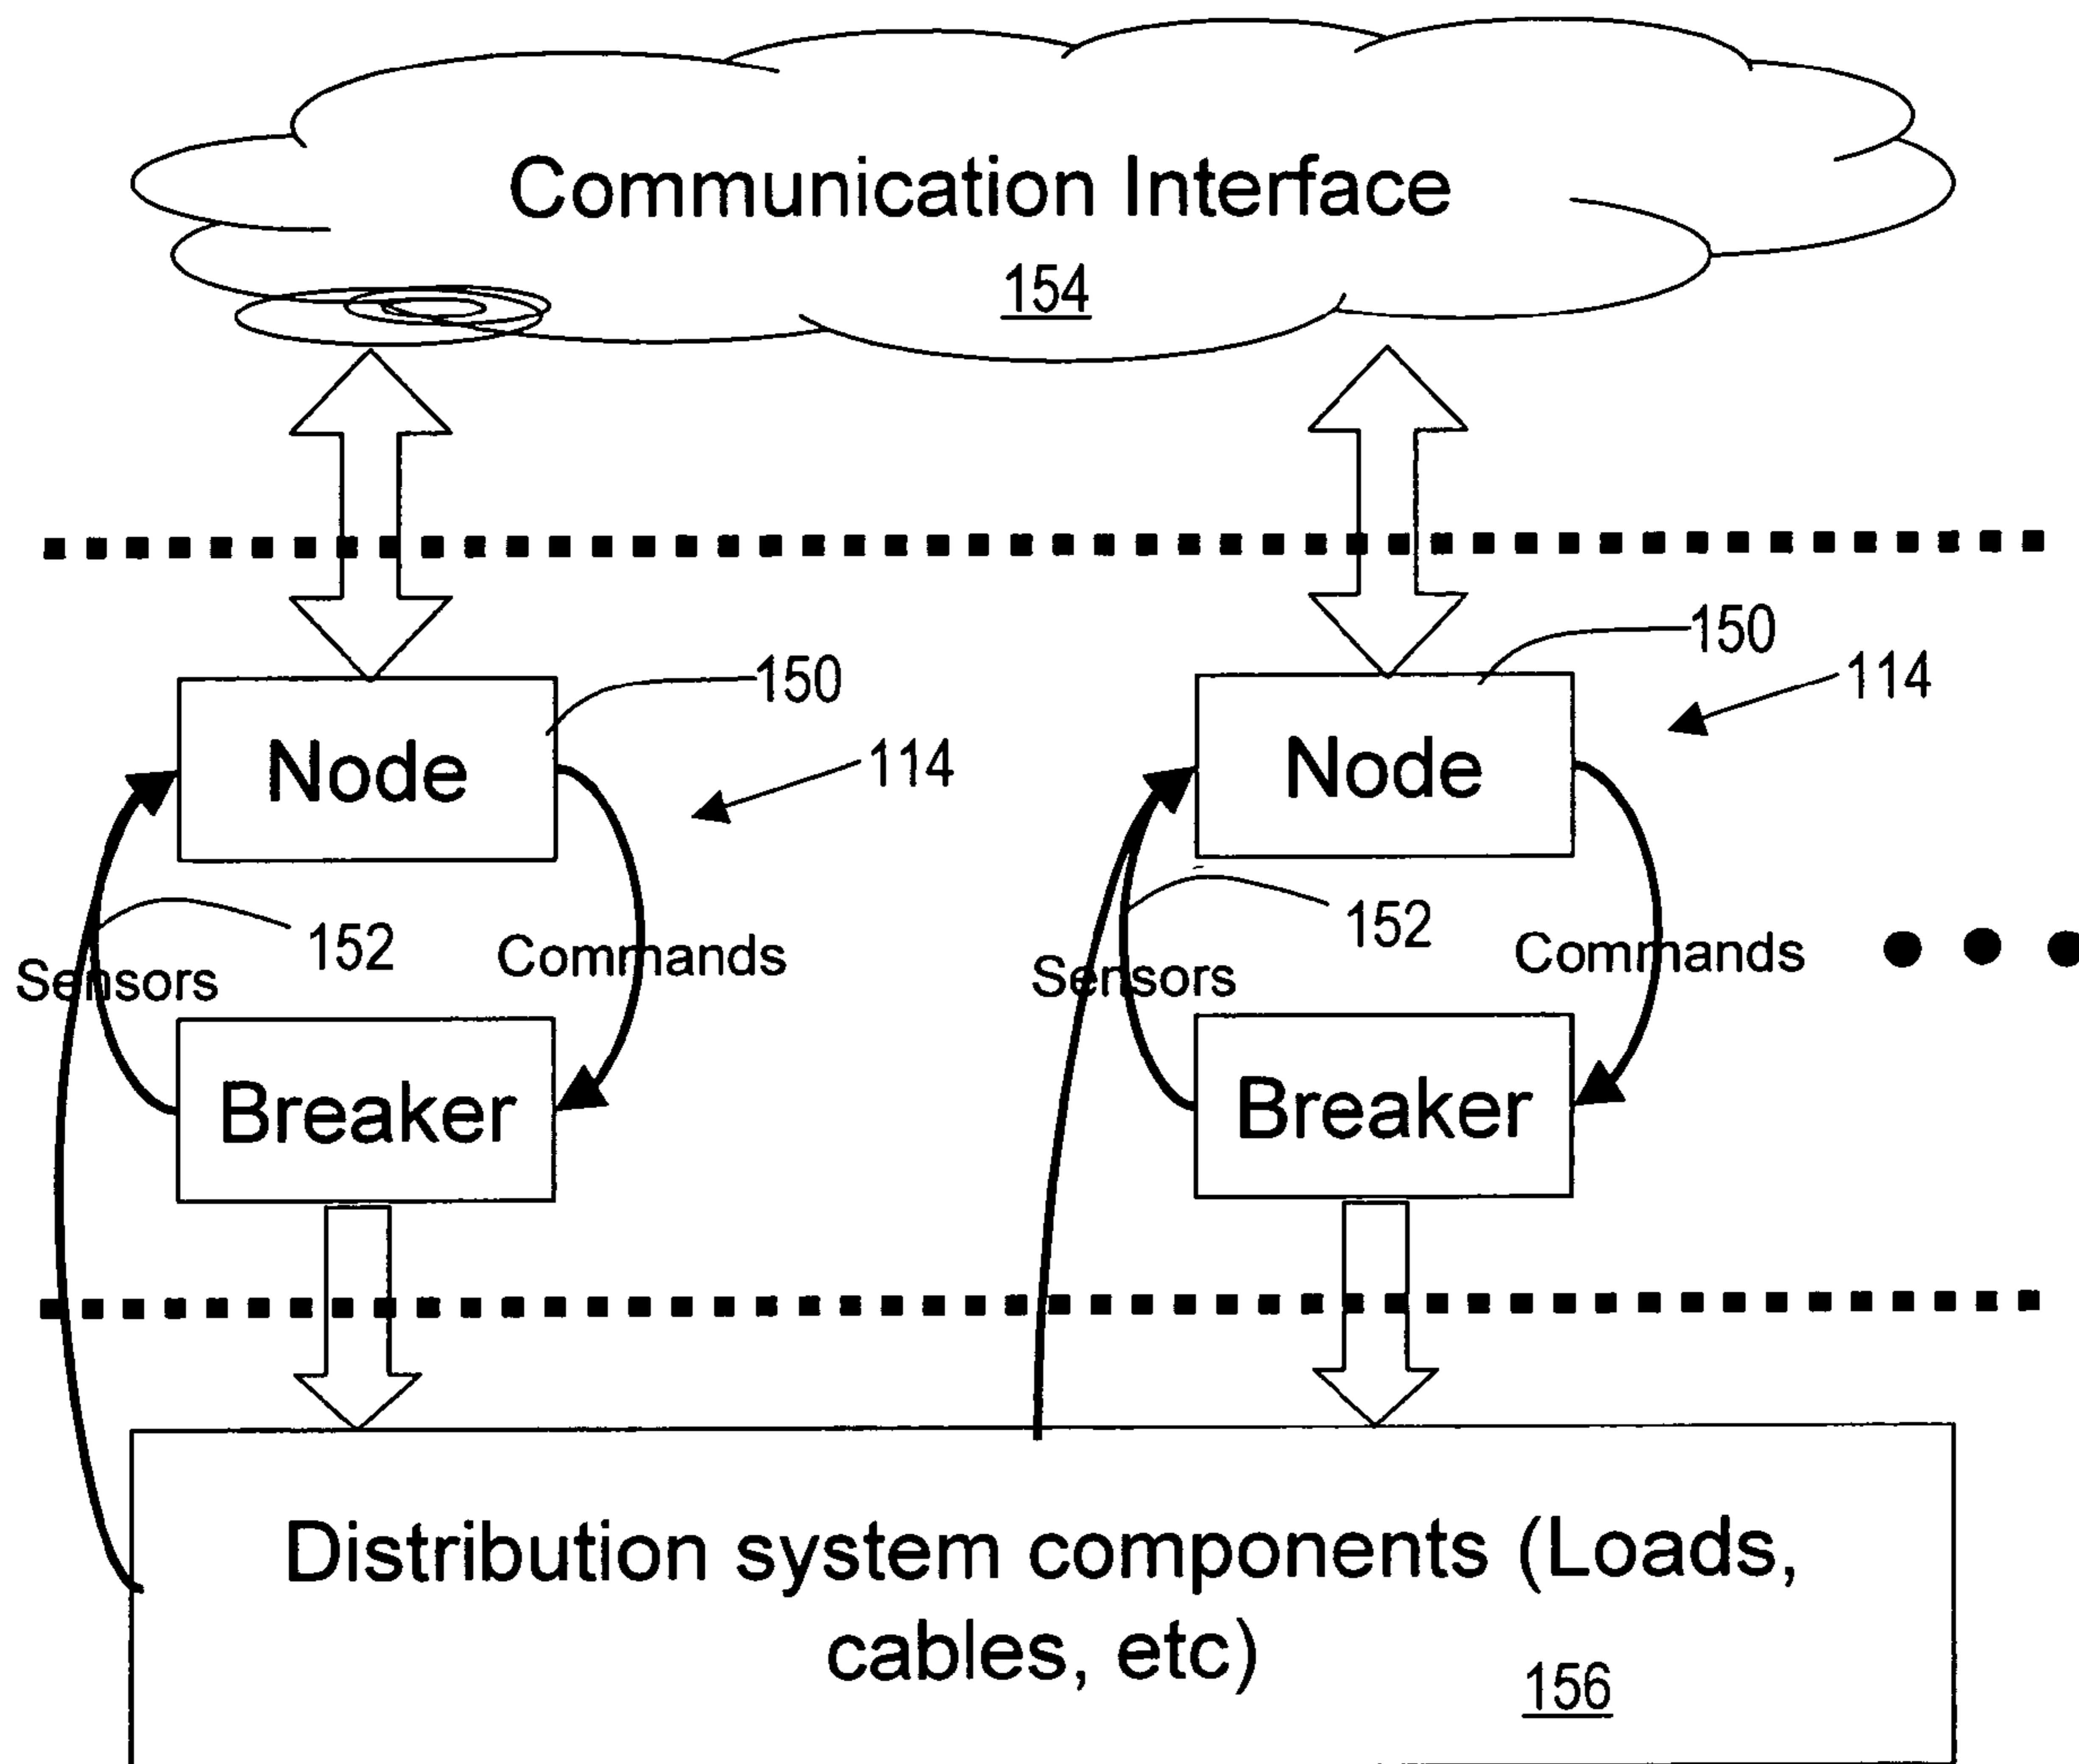 Communication Interface
154
150
114
Node
Sensors
152
Commands
Breaker
150
114
Node
Sensors
152
Commands
Breaker
Distribution system components (Loads,
cables, etc)
156